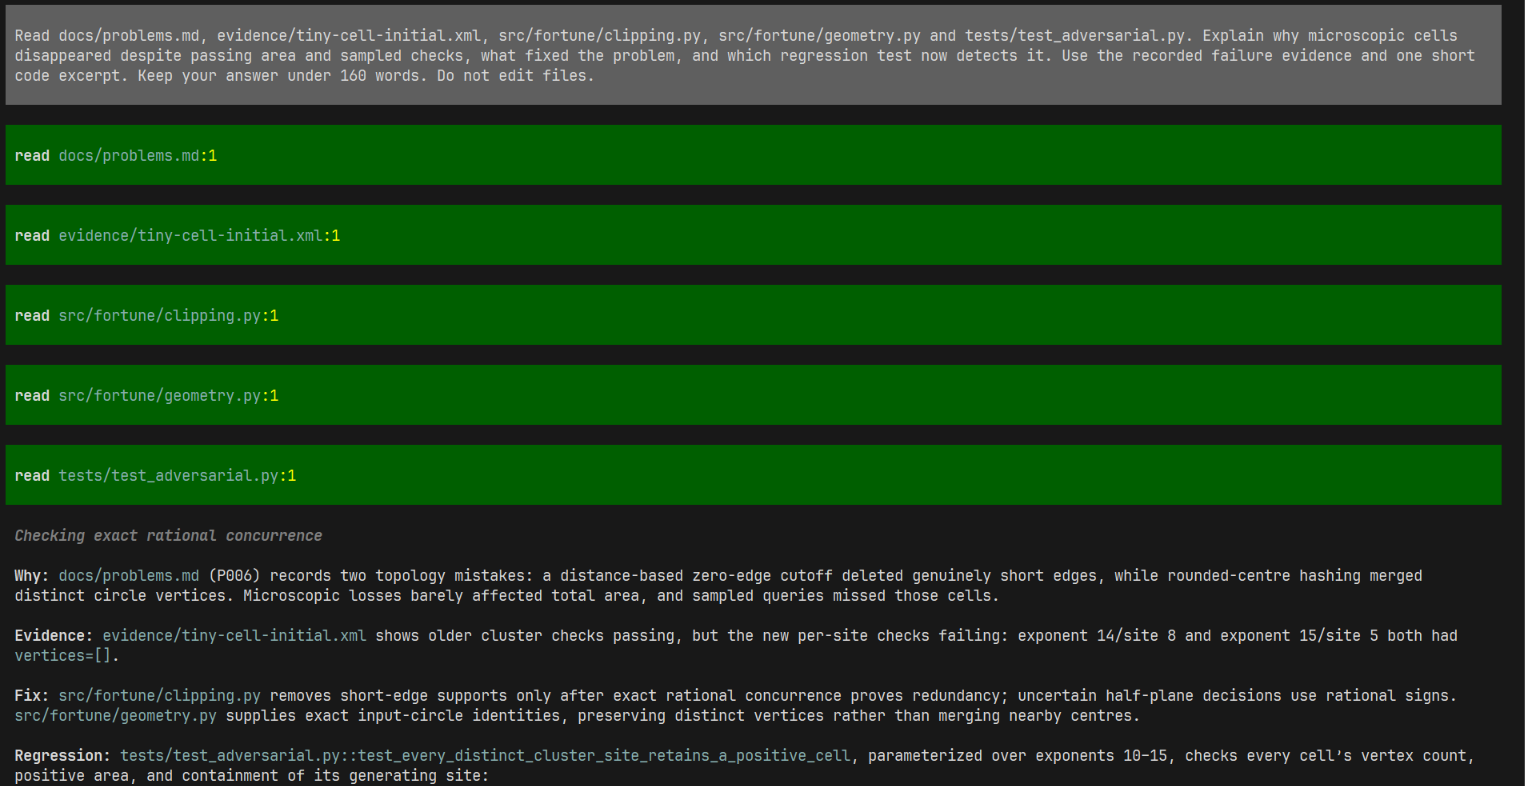 Read docs/problems.md, evidence/tiny-cell-initial.xml, src/fortune/clipping.py, src/fortune/geometry.py and tests/test_adversarial.py. Explain why microscopic cells
disappeared despite passing area and sampled checks, what fixed the problem, and which regression test now detects it. Use the recorded failure evidence and one short
code excerpt. Keep your answer under 160 words. Do not edit files.
read docs/problems.md:1
read evidence/tiny-cell-initial.xml:1
read src/fortune/clipping.py:1
read src/fortune/geometry.py:1
read tests/test_adversarial.py:1
Checking exact rational concurrence
Why: docs/problems.md (P006) records two topology mistakes: a distance-based zero-edge cutoff deleted genuinely short edges, while rounded-centre hashing merged
distinct circle vertices. Microscopic losses barely affected total area, and sampled queries missed those cells.
Evidence: evidence/tiny-cell-initial.xml shows older cluster checks passing, but the new per-site checks failing: exponent 14/site 8 and exponent 15/site 5 both had
vertices=[].
Fix: src/fortune/clipping.py removes short-edge supports only after exact rational concurrence proves redundancy; uncertain half-plane decisions use rational signs.
src/fortune/geometry.py supplies exact input-circle identities, preserving distinct vertices rather than merging nearby centres.
Regression: tests/test_adversarial.py::test_every_distinct_cluster_site_retains_a_positive_cell, parameterized over exponents 10–15, checks every cell's vertex count,
positive area, and containment of its generating site: